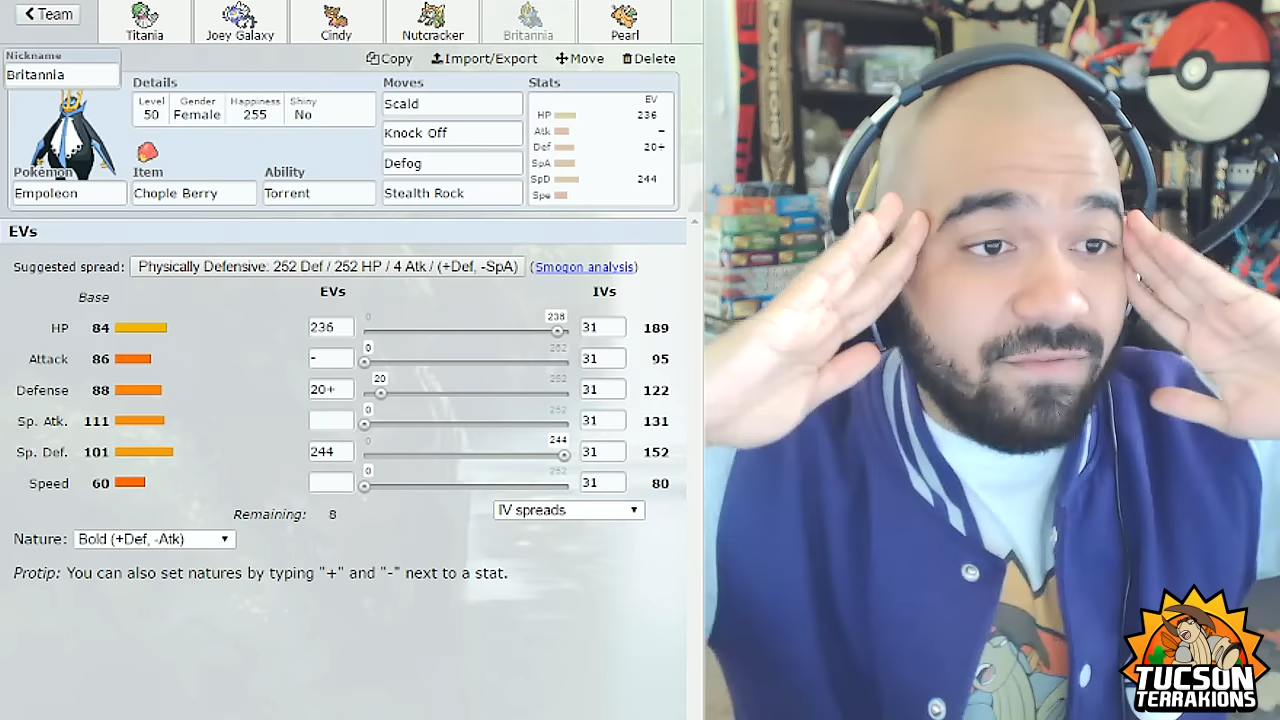 Team
Titania
Joey Galaxy
Cindy
Nutcracker
Britannia
Pearl
Nickname
Britannia
Copy
Import/Export
Move
Delete
Details
Level
50
Gender
Female
Happiness
255
Shiny
No
Pokémon
Empoleon
Item
Chople Berry
Ability
Torrent
Moves
Scald
Knock Off
Defog
Stealth Rock
Stats
EV
HP 236
Atk -
Def 20+
SpA
SpD 244
Spe
EVs
Suggested spread: Physically Defensive: 252 Def / 252 HP / 4 Atk / (+Def, -SpA) (Smogon analysis)
Base EVs IVs
HP 84 236 0 236 31 189
Attack 86 - 0 252 31 95
Defense 88 20+ 20 252 31 122
Sp. Atk. 111 0 252 31 131
Sp. Def. 101 244 0 244 31 152
Speed 60 0 252 31 80
Remaining: 8
IV spreads
Nature: Bold (+Def, -Atk)
Protip: You can also set natures by typing "+" and "-" next to a stat.
TUCSON
TERRAKIONS